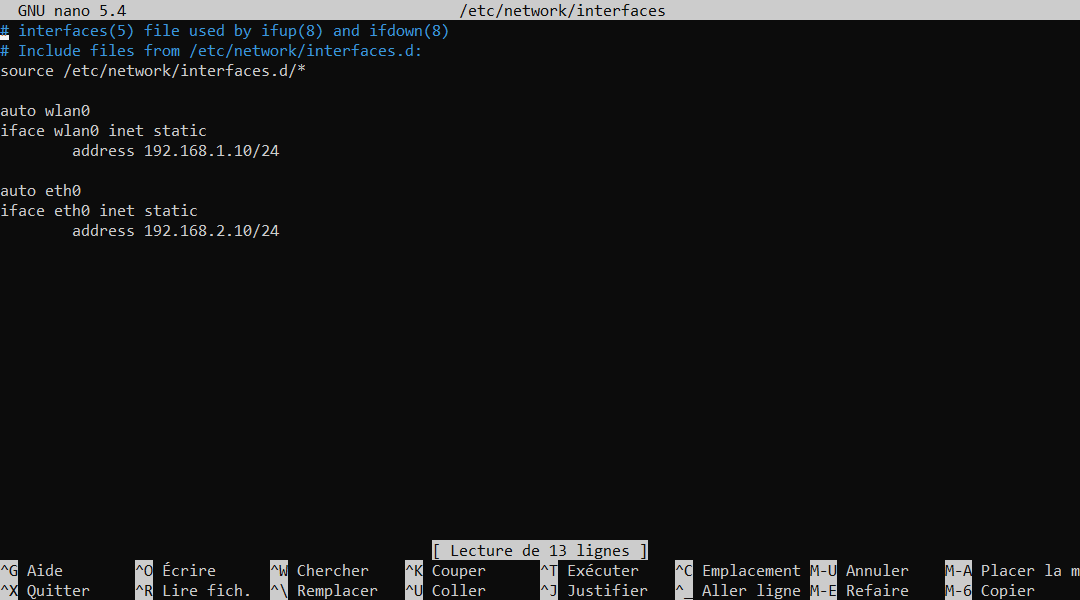 GNU nano 5.4 /etc/network/interfaces
# interfaces(5) file used by ifup(8) and ifdown(8)
# Include files from /etc/network/interfaces.d:
source /etc/network/interfaces.d/*
auto wlan0
iface wlan0 inet static
address 192.168.1.10/24
auto eth0
iface eth0 inet static
address 192.168.2.10/24
[ Lecture de 13 lignes ]
^G Aide ^O Écrire ^W Chercher ^K Couper ^T Exécuter ^C Emplacement M-U Annuler M-A Placer la m
^X Quitter ^R Lire fich. ^\ Remplacer ^U Coller ^J Justifier ^_ Aller ligne M-E Refaire M-6 Copier